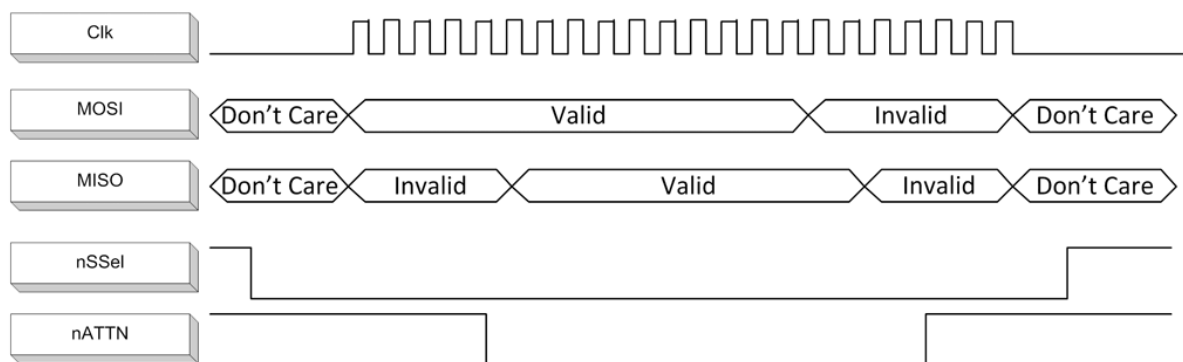 Clk
MOSI Don't Care Valid Invalid Don't Care
MISO Don't Care Invalid Valid Invalid Don't Care
nSSel
nATTN